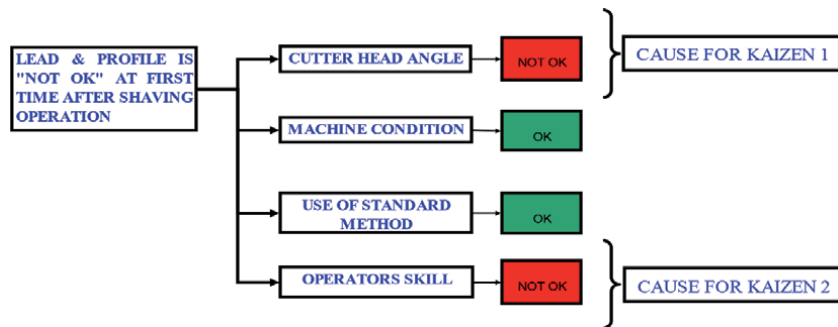 LEAD & PROFILE IS
"NOT OK" AT FIRST
TIME AFTER SHAVING
OPERATION
CUTTER HEAD ANGLE
NOT OK
CAUSE FOR KAIZEN 1
MACHINE CONDITION
OK
USE OF STANDARD
METHOD
OK
OPERATORS SKILL
NOT OK
CAUSE FOR KAIZEN 2